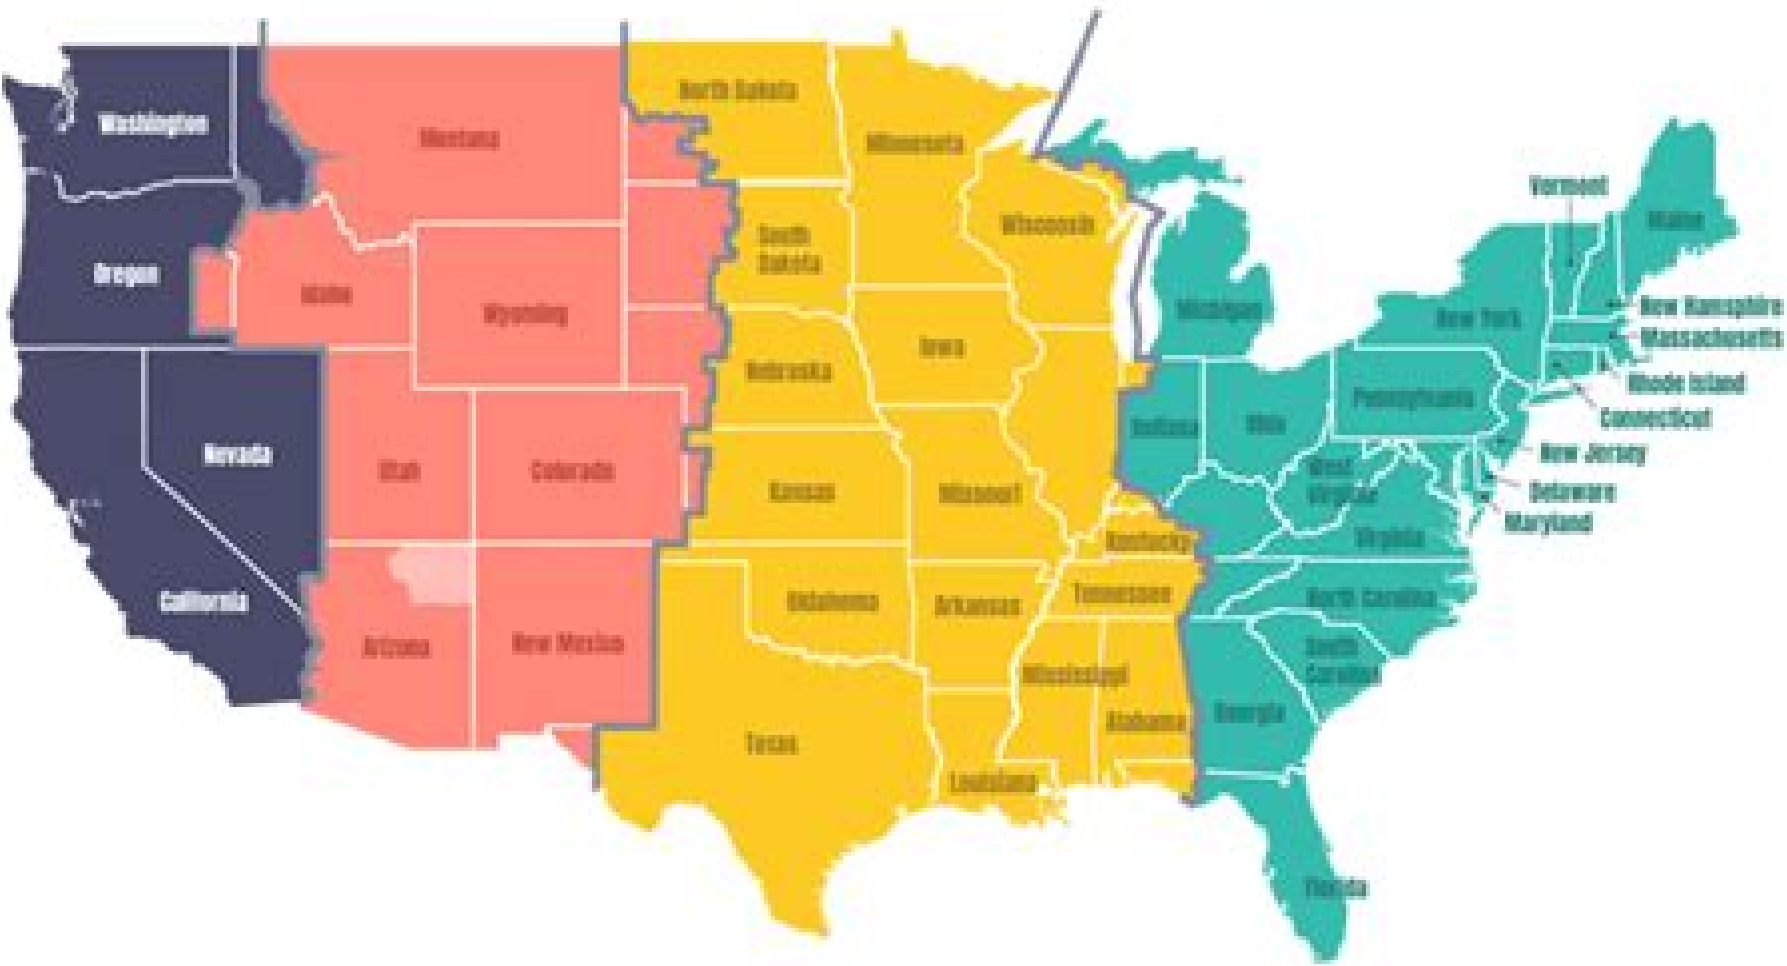 Washington
Oregon
Nevada
California
Montana
Idaho
Wyoming
Utah
Colorado
Arizona
New Mexico
North Dakota
Minnesota
South
Dakota
Wisconsin
Nebraska
Iowa
Kansas
Missouri
Oklahoma
Arkansas
Kentucky
Tennessee
Mississippi
Alabama
Texas
Louisiana
Michigan
Indiana
Ohio
West
Virginia
Virginia
North Carolina
South
Carolina
Georgia
Florida
Pennsylvania
New York
Vermont
Maine
New Hansphire
Massachusetts
Rhode Island
Connecticut
New Jersey
Delaware
Maryland